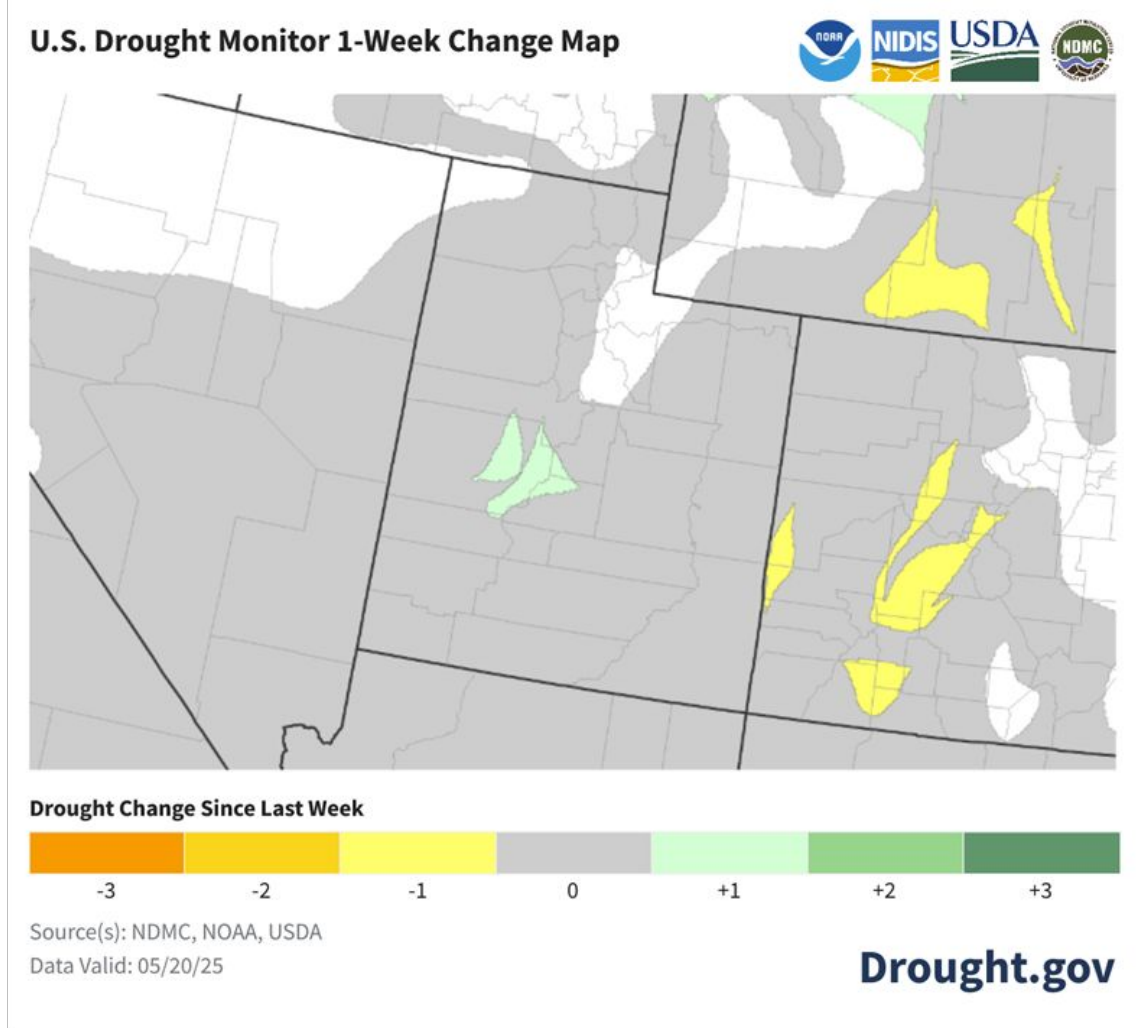 U.S. Drought Monitor 1-Week Change Map
NOAA
NIDIS
USDA
NDMC
Drought Change Since Last Week
-3 -2 -1 0 +1 +2 +3
Source(s): NDMC, NOAA, USDA
Data Valid: 05/20/25
Drought.gov